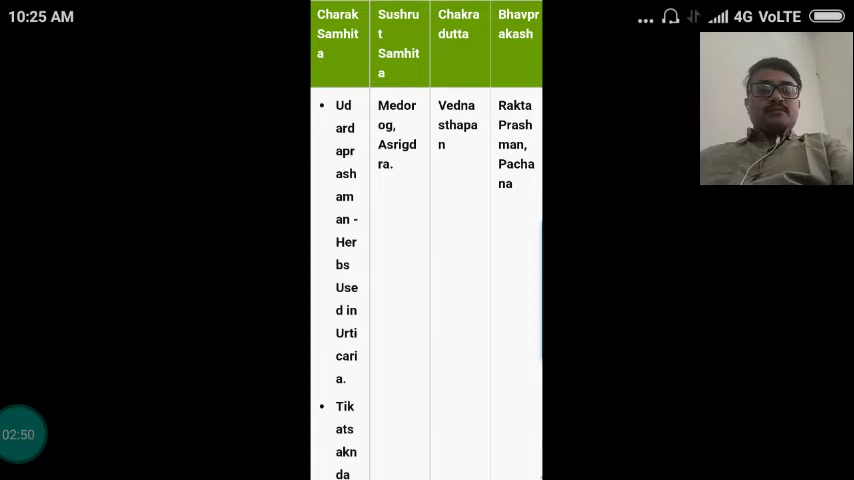 10:25 AM
... 4G VoLTE
Charak
Samhit
a
Sushru
t
Samhit
a
Chakra
dutta
Bhavpr
akash
• Ud
ard
apr
ash
am
an -
Her
bs
Use
d in
Urti
cari
a.
• Tik
ats
akn
da
Medor
og,
Asrigd
ra.
Vedna
sthapa
n
Rakta
Prash
man,
Pacha
na
02:50